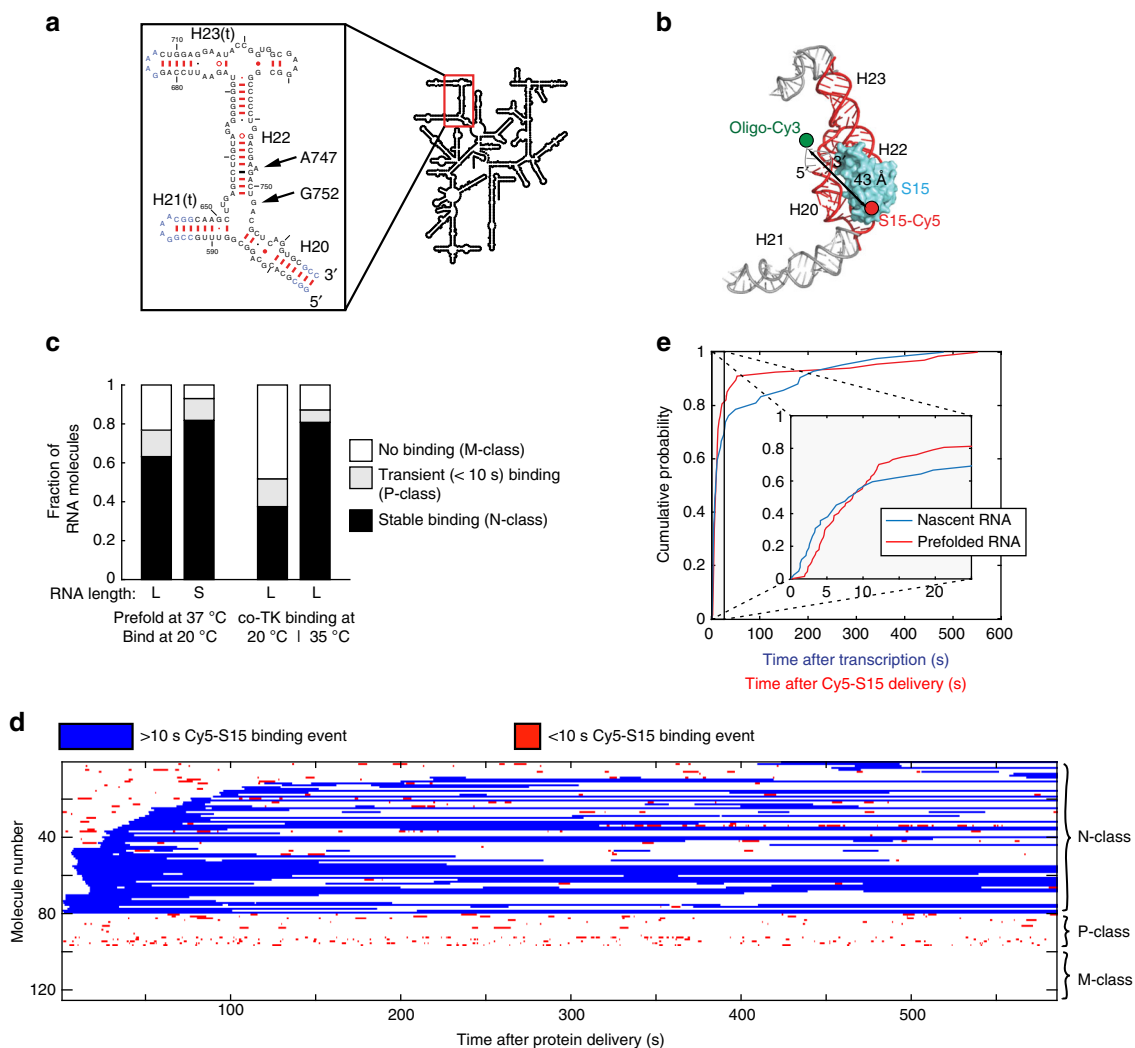 a
H23(t)
710
680
H22
A747
750
G752
H21(t)
650
590
H20
3′
5′
b
H23
Oligo-Cy3
H22
3′
5′
43 Å
S15
H20
S15-Cy5
H21
c
Fraction of
RNA molecules
1
0.8
0.6
0.4
0.2
0
No binding (M-class)
Transient (< 10 s) binding
(P-class)
Stable binding (N-class)
RNA length: L S L L
Prefold at 37 °C
Bind at 20 °C
co-TK binding at
20 °C | 35 °C
e
Cumulative probability
1
0.8
0.6
0.4
0.2
0
1
0.8
0.6
0.4
0.2
0
0 5 10 20
Nascent RNA
Prefolded RNA
0 100 200 300 400 500 600
Time after transcription (s)
Time after Cy5-S15 delivery (s)
d
>10 s Cy5-S15 binding event
<10 s Cy5-S15 binding event
Molecule number
40
80
120
N-class
P-class
M-class
100 200 300 400 500
Time after protein delivery (s)